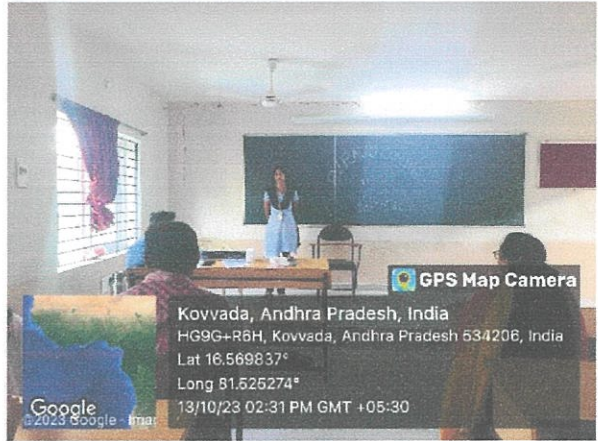 GPS Map Camera
Kovvada, Andhra Pradesh, India
HG9G+R6H, Kovvada, Andhra Pradesh 534206, India
Lat 16.569837°
Long 81.525274°
13/10/23 02:31 PM GMT +05:30
Google
©2023 Google - Imag